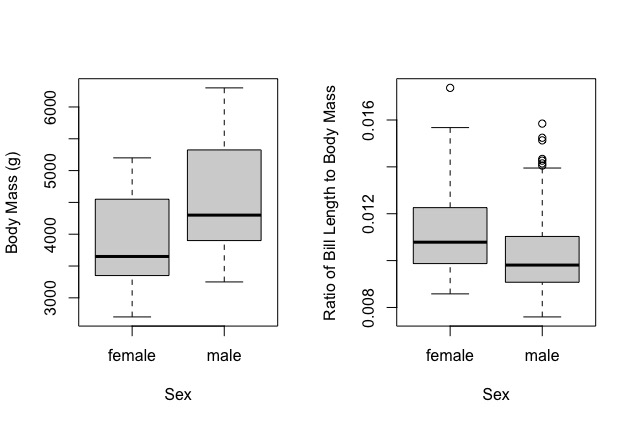 Body Mass (g)
6000
5000
4000
3000
female
male
Sex
Ratio of Bill Length to Body Mass
0.016
0.012
0.008
female
male
Sex